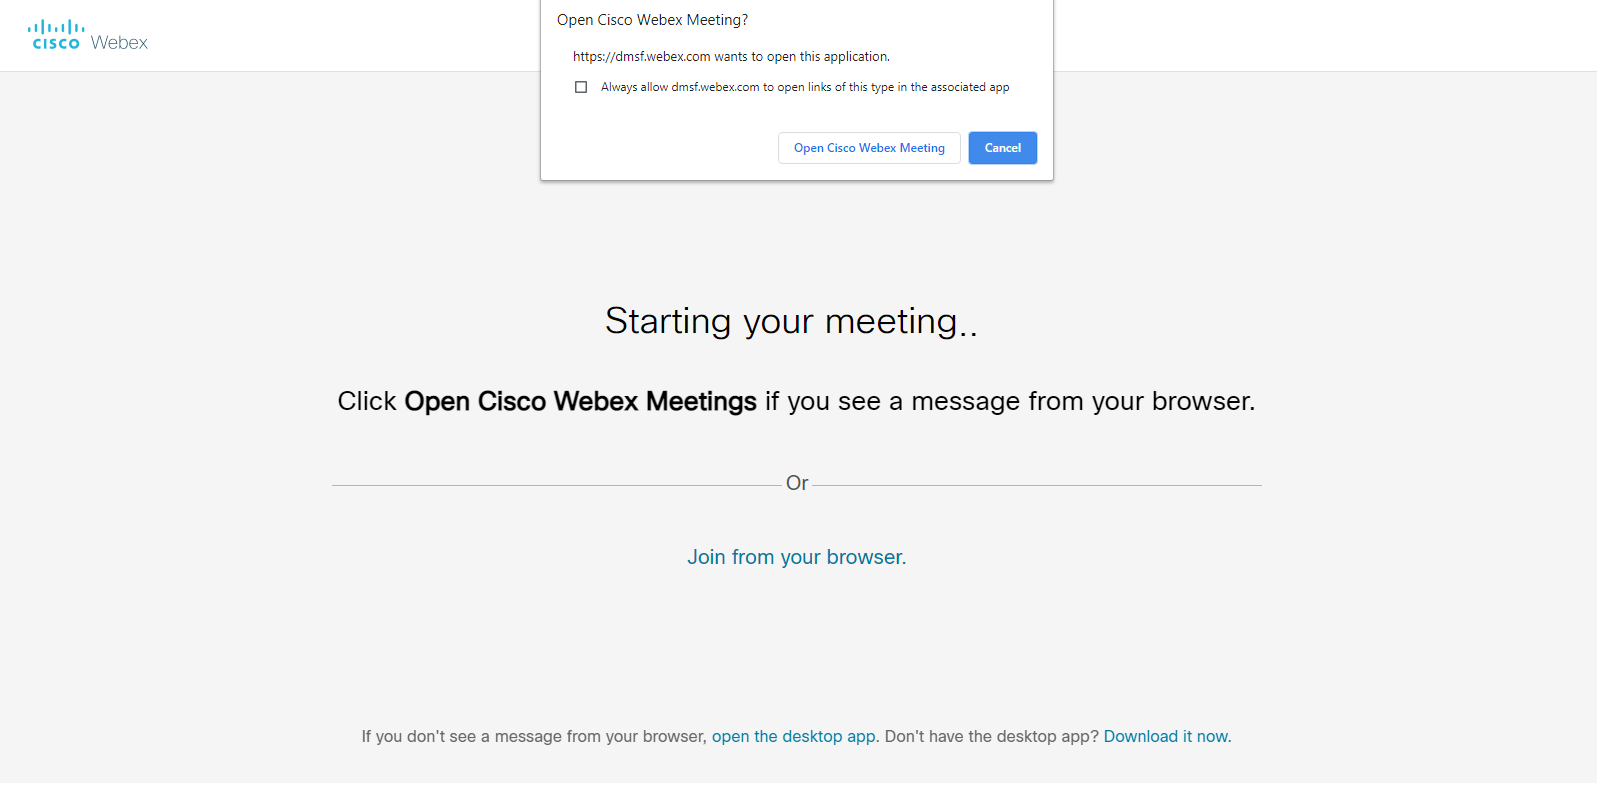 cisco Webex
Open Cisco Webex Meeting?
https://dmsf.webex.com wants to open this application.
Always allow dmsf.webex.com to open links of this type in the associated app
Open Cisco Webex Meeting Cancel
Starting your meeting..
Click Open Cisco Webex Meetings if you see a message from your browser.
Or
Join from your browser.
If you don't see a message from your browser, open the desktop app. Don't have the desktop app? Download it now.